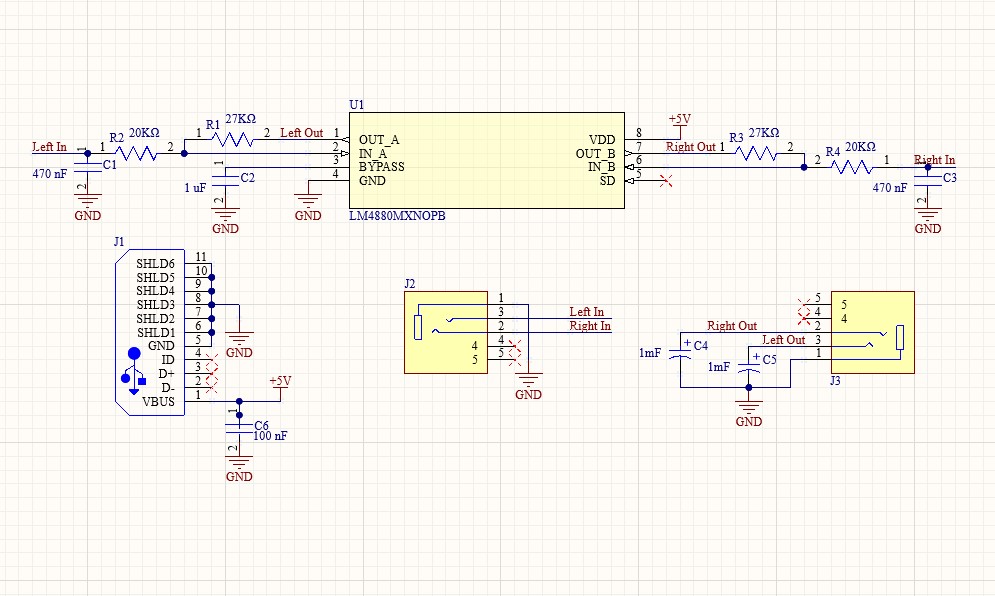 U1
LM4880MXNOPB
OUT_A 1
IN_A 2
BYPASS 3
GND 4
VDD 8
OUT_B 7
IN_B 6
SD 5
Left In
R2 20KΩ
1 2
R1 27KΩ
1 2
Left Out
C1
470 nF
1
2
GND
C2
1 uF
1
2
GND
GND
+5V
Right Out
R3 27KΩ
1 2
R4 20KΩ
2 1
Right In
C3
470 nF
1
2
GND
J1
SHLD6 11
SHLD5 10
SHLD4 9
SHLD3 8
SHLD2 7
SHLD1 6
GND 5
ID 4
D+ 3
D- 2
VBUS 1
GND
+5V
C6
100 nF
1
2
GND
J2
1
3 Left In
2 Right In
4 4
5 5
GND
5 5
4 4
Right Out 2
Left Out 3
1
J3
C4
1mF
+
C5
1mF
+
GND